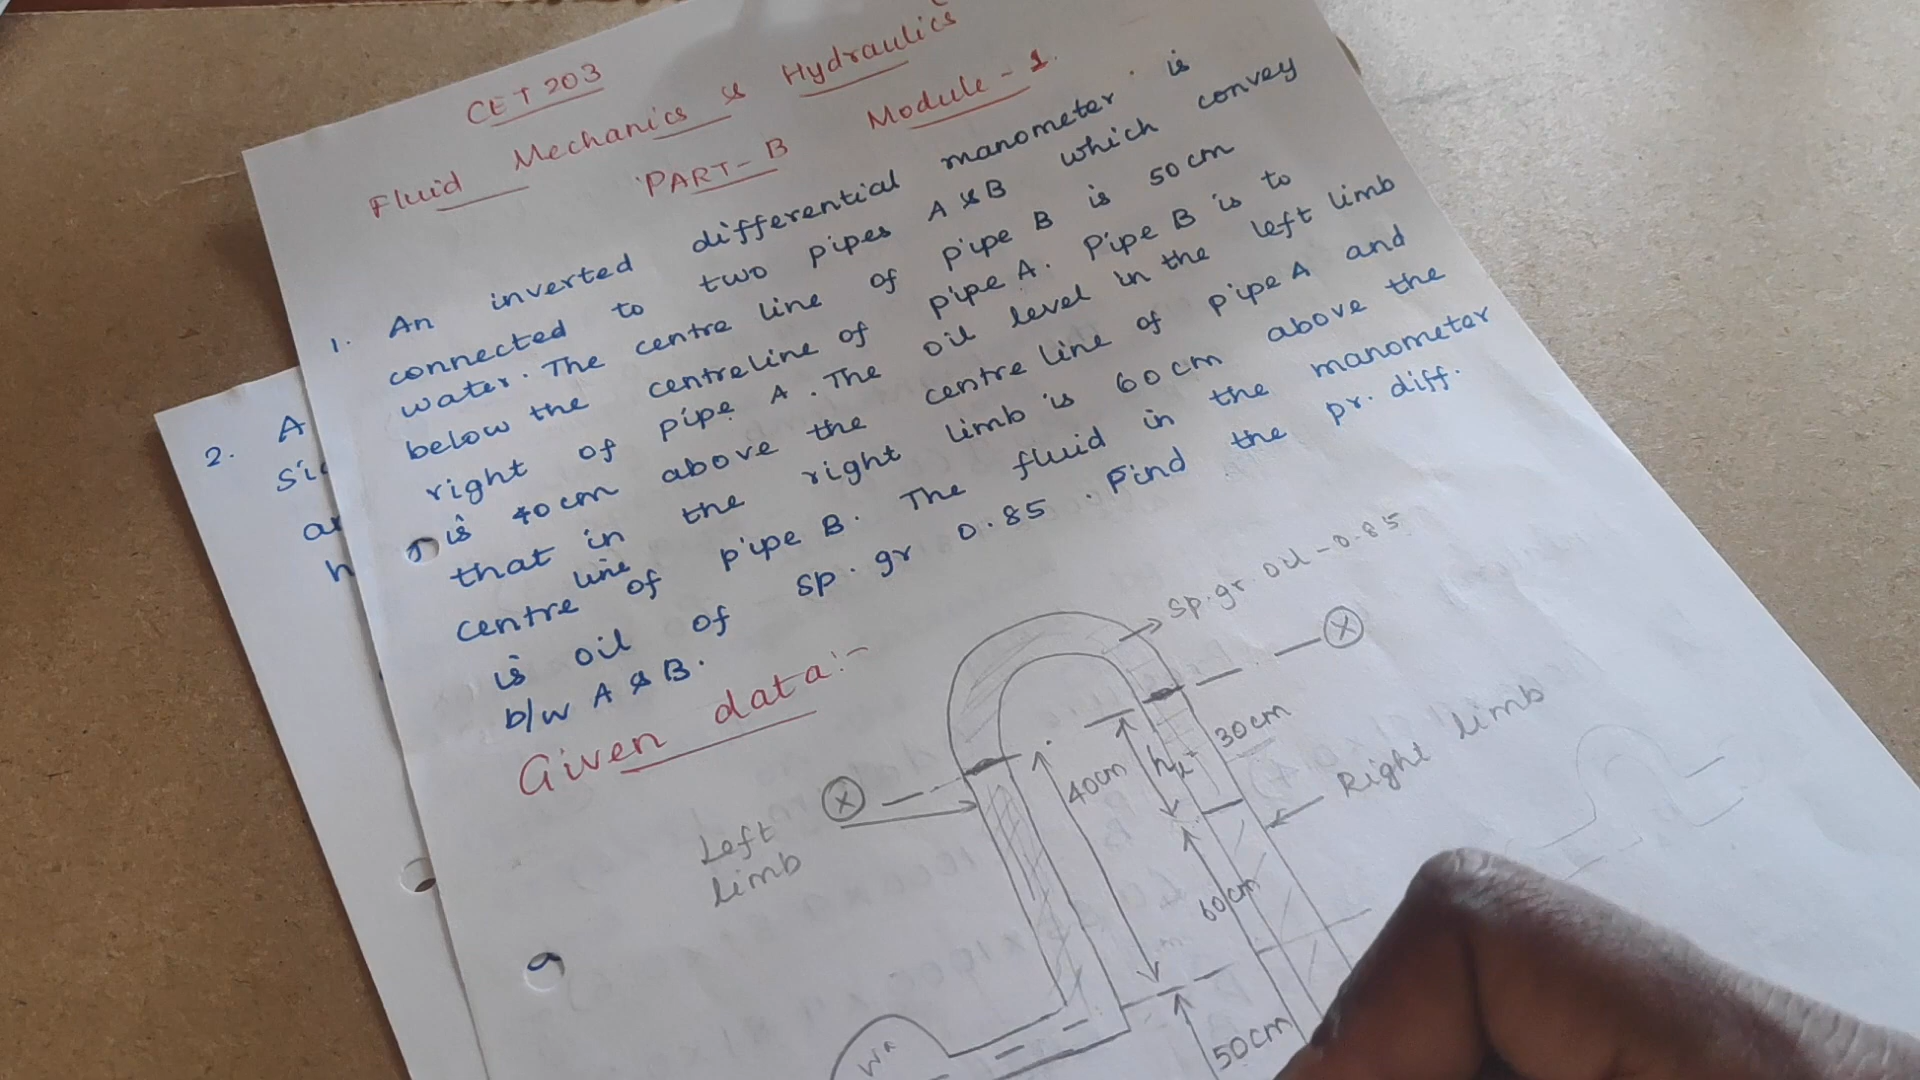 CET 203
Fluid Mechanics & Hydraulics
PART-B Module-1.
1. An inverted differential manometer is
connected to two pipes A & B which convey
water. The centre line of pipe B is 50 cm
below the centreline of pipe A. Pipe B is to
right of pipe A. The oil level in the left limb
is 40 cm above the centre line of pipe A and
that in the right limb is 60 cm above the
centre line of pipe B. The fluid in the manometer
is oil of sp. gr 0.85. Find the pr. diff.
b/w A & B.
Given data:-
2. A
Sp. gr. oil - 0.85
X
X
Left
limb
40cm
30cm
Right limb
60cm
50cm